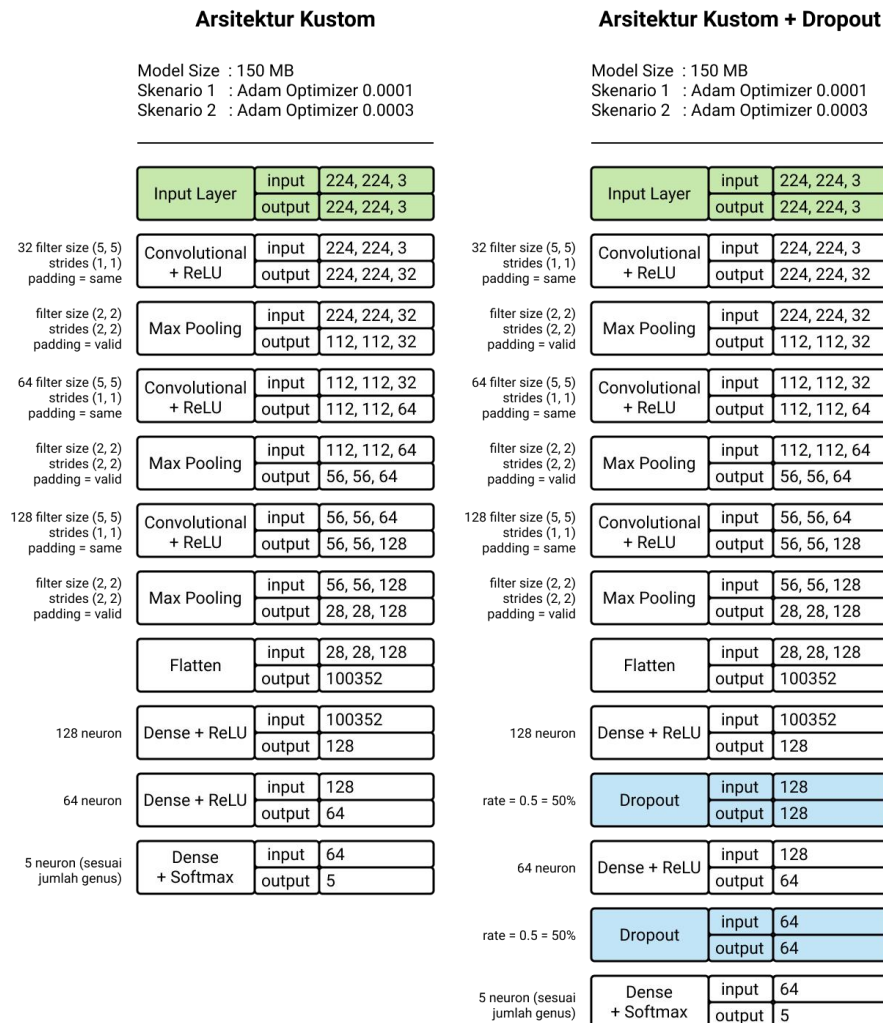 Arsitektur Kustom
Model Size : 150 MB
Skenario 1 : Adam Optimizer 0.0001
Skenario 2 : Adam Optimizer 0.0003
Input Layer
input 224, 224, 3
output 224, 224, 3
32 filter size (5, 5)
strides (1, 1)
padding = same
Convolutional
+ ReLU
input 224, 224, 3
output 224, 224, 32
filter size (2, 2)
strides (2, 2)
padding = valid
Max Pooling
input 224, 224, 32
output 112, 112, 32
64 filter size (5, 5)
strides (1, 1)
padding = same
Convolutional
+ ReLU
input 112, 112, 32
output 112, 112, 64
filter size (2, 2)
strides (2, 2)
padding = valid
Max Pooling
input 112, 112, 64
output 56, 56, 64
128 filter size (5, 5)
strides (1, 1)
padding = same
Convolutional
+ ReLU
input 56, 56, 64
output 56, 56, 128
filter size (2, 2)
strides (2, 2)
padding = valid
Max Pooling
input 56, 56, 128
output 28, 28, 128
Flatten
input 28, 28, 128
output 100352
128 neuron
Dense + ReLU
input 100352
output 128
64 neuron
Dense + ReLU
input 128
output 64
5 neuron (sesuai
jumlah genus)
Dense
+ Softmax
input 64
output 5
Arsitektur Kustom + Dropout
Model Size : 150 MB
Skenario 1 : Adam Optimizer 0.0001
Skenario 2 : Adam Optimizer 0.0003
Input Layer
input 224, 224, 3
output 224, 224, 3
32 filter size (5, 5)
strides (1, 1)
padding = same
Convolutional
+ ReLU
input 224, 224, 3
output 224, 224, 32
filter size (2, 2)
strides (2, 2)
padding = valid
Max Pooling
input 224, 224, 32
output 112, 112, 32
64 filter size (5, 5)
strides (1, 1)
padding = same
Convolutional
+ ReLU
input 112, 112, 32
output 112, 112, 64
filter size (2, 2)
strides (2, 2)
padding = valid
Max Pooling
input 112, 112, 64
output 56, 56, 64
128 filter size (5, 5)
strides (1, 1)
padding = same
Convolutional
+ ReLU
input 56, 56, 64
output 56, 56, 128
filter size (2, 2)
strides (2, 2)
padding = valid
Max Pooling
input 56, 56, 128
output 28, 28, 128
Flatten
input 28, 28, 128
output 100352
128 neuron
Dense + ReLU
input 100352
output 128
rate = 0.5 = 50%
Dropout
input 128
output 128
64 neuron
Dense + ReLU
input 128
output 64
rate = 0.5 = 50%
Dropout
input 64
output 64
5 neuron (sesuai
jumlah genus)
Dense
+ Softmax
input 64
output 5